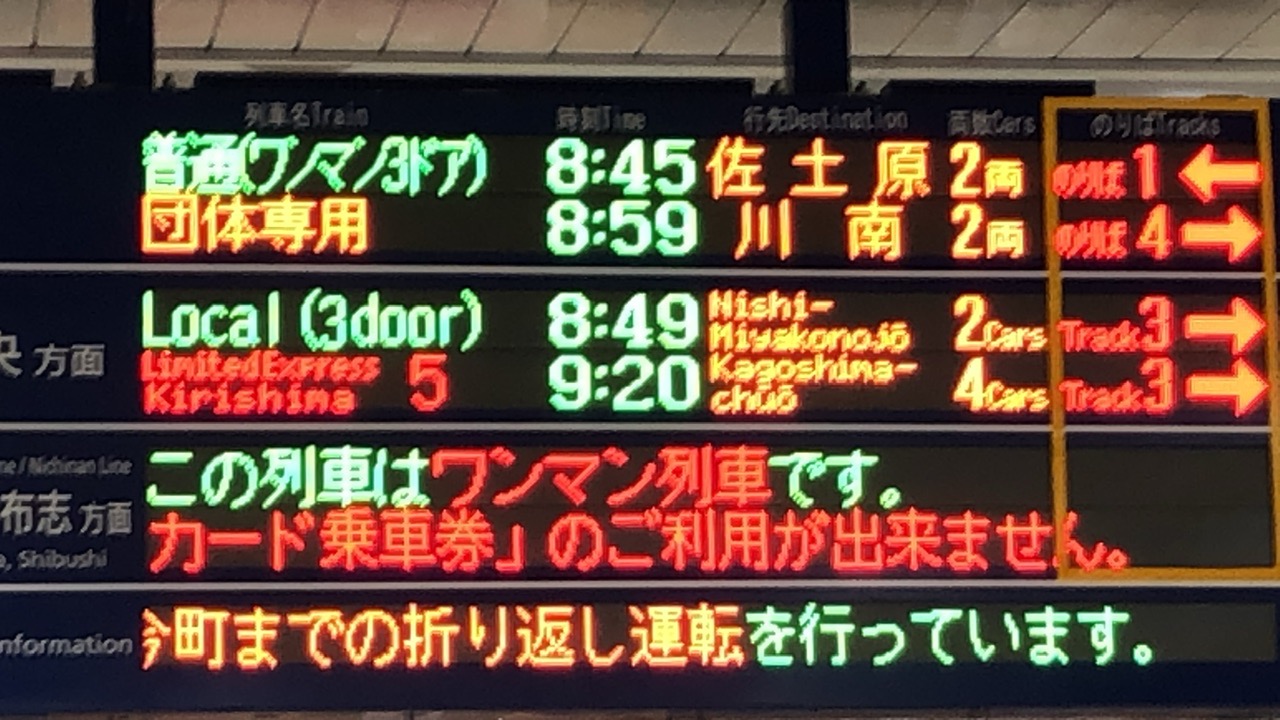 列車名Train 時刻Time 行先Destination 両数Cars のりばTracks
普通(ワンマン/3ドア) 8:45 佐土原 2両 のりば1 ←
団体専用 8:59 川南 2両 のりば4 →
方面
Local (3door) 8:49 Nishi-Miyakonojō 2Cars Track3 →
LimitedExpress Kirishima 5 9:20 Kagoshima-chūō 4Cars Track3 →
Nichinan Line
布志 方面
Shibushi
この列車はワンマン列車です。
カード乗車券」のご利用が出来ません。
nformation
今町までの折り返し運転を行っています。